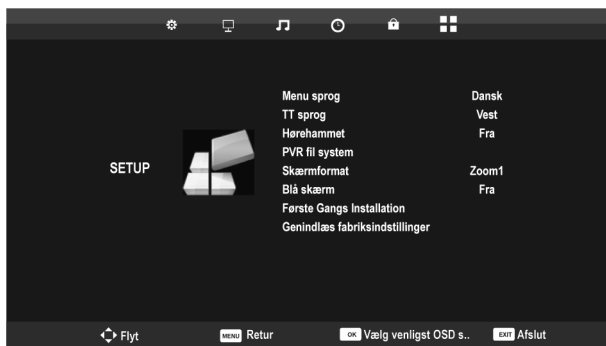 Menu sprog Dansk
TT sprog Vest
Hørehammet Fra
PVR fil system
SETUP
Skærmformat Zoom1
Blå skærm Fra
Første Gangs Installation
Genindlæs fabriksindstillinger
Flyt MENU Retur OK Vælg venligst OSD s.. EXIT Afslut